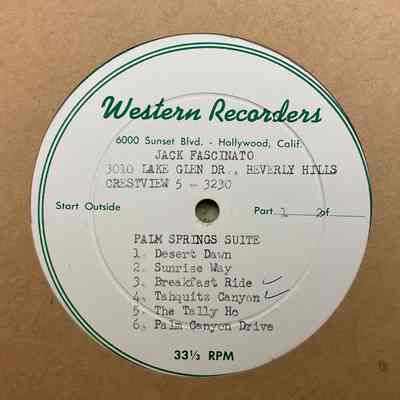 Western Recorders
6000 Sunset Blvd. - Hollywood, Calif.
JACK FASCINATO
3010 LAKE GLEN DR., BEVERLY HILLS
CRESTVIEW 5 - 3230
Start Outside Part 1 of 2
PALM SPRINGS SUITE
1. Desert Dawn
2. Sunrise Way
3. Breakfast Ride
4. Tahquitz Canyon
5. The Tally Ho
6. Palm Canyon Drive
33⅓ RPM